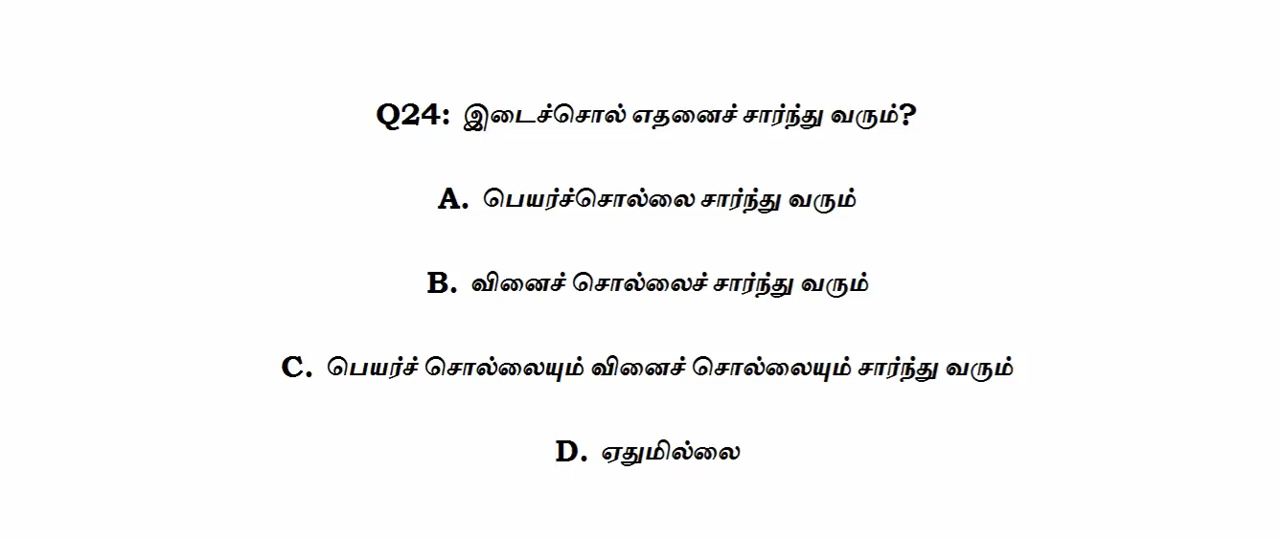 Q24: இடைச்சொல் எதனைச் சார்ந்து வரும்?
A. பெயர்ச்சொல்லை சார்ந்து வரும்
B. வினைச் சொல்லைச் சார்ந்து வரும்
C. பெயர்ச் சொல்லையும் வினைச் சொல்லையும் சார்ந்து வரும்
D. ஏதுமில்லை